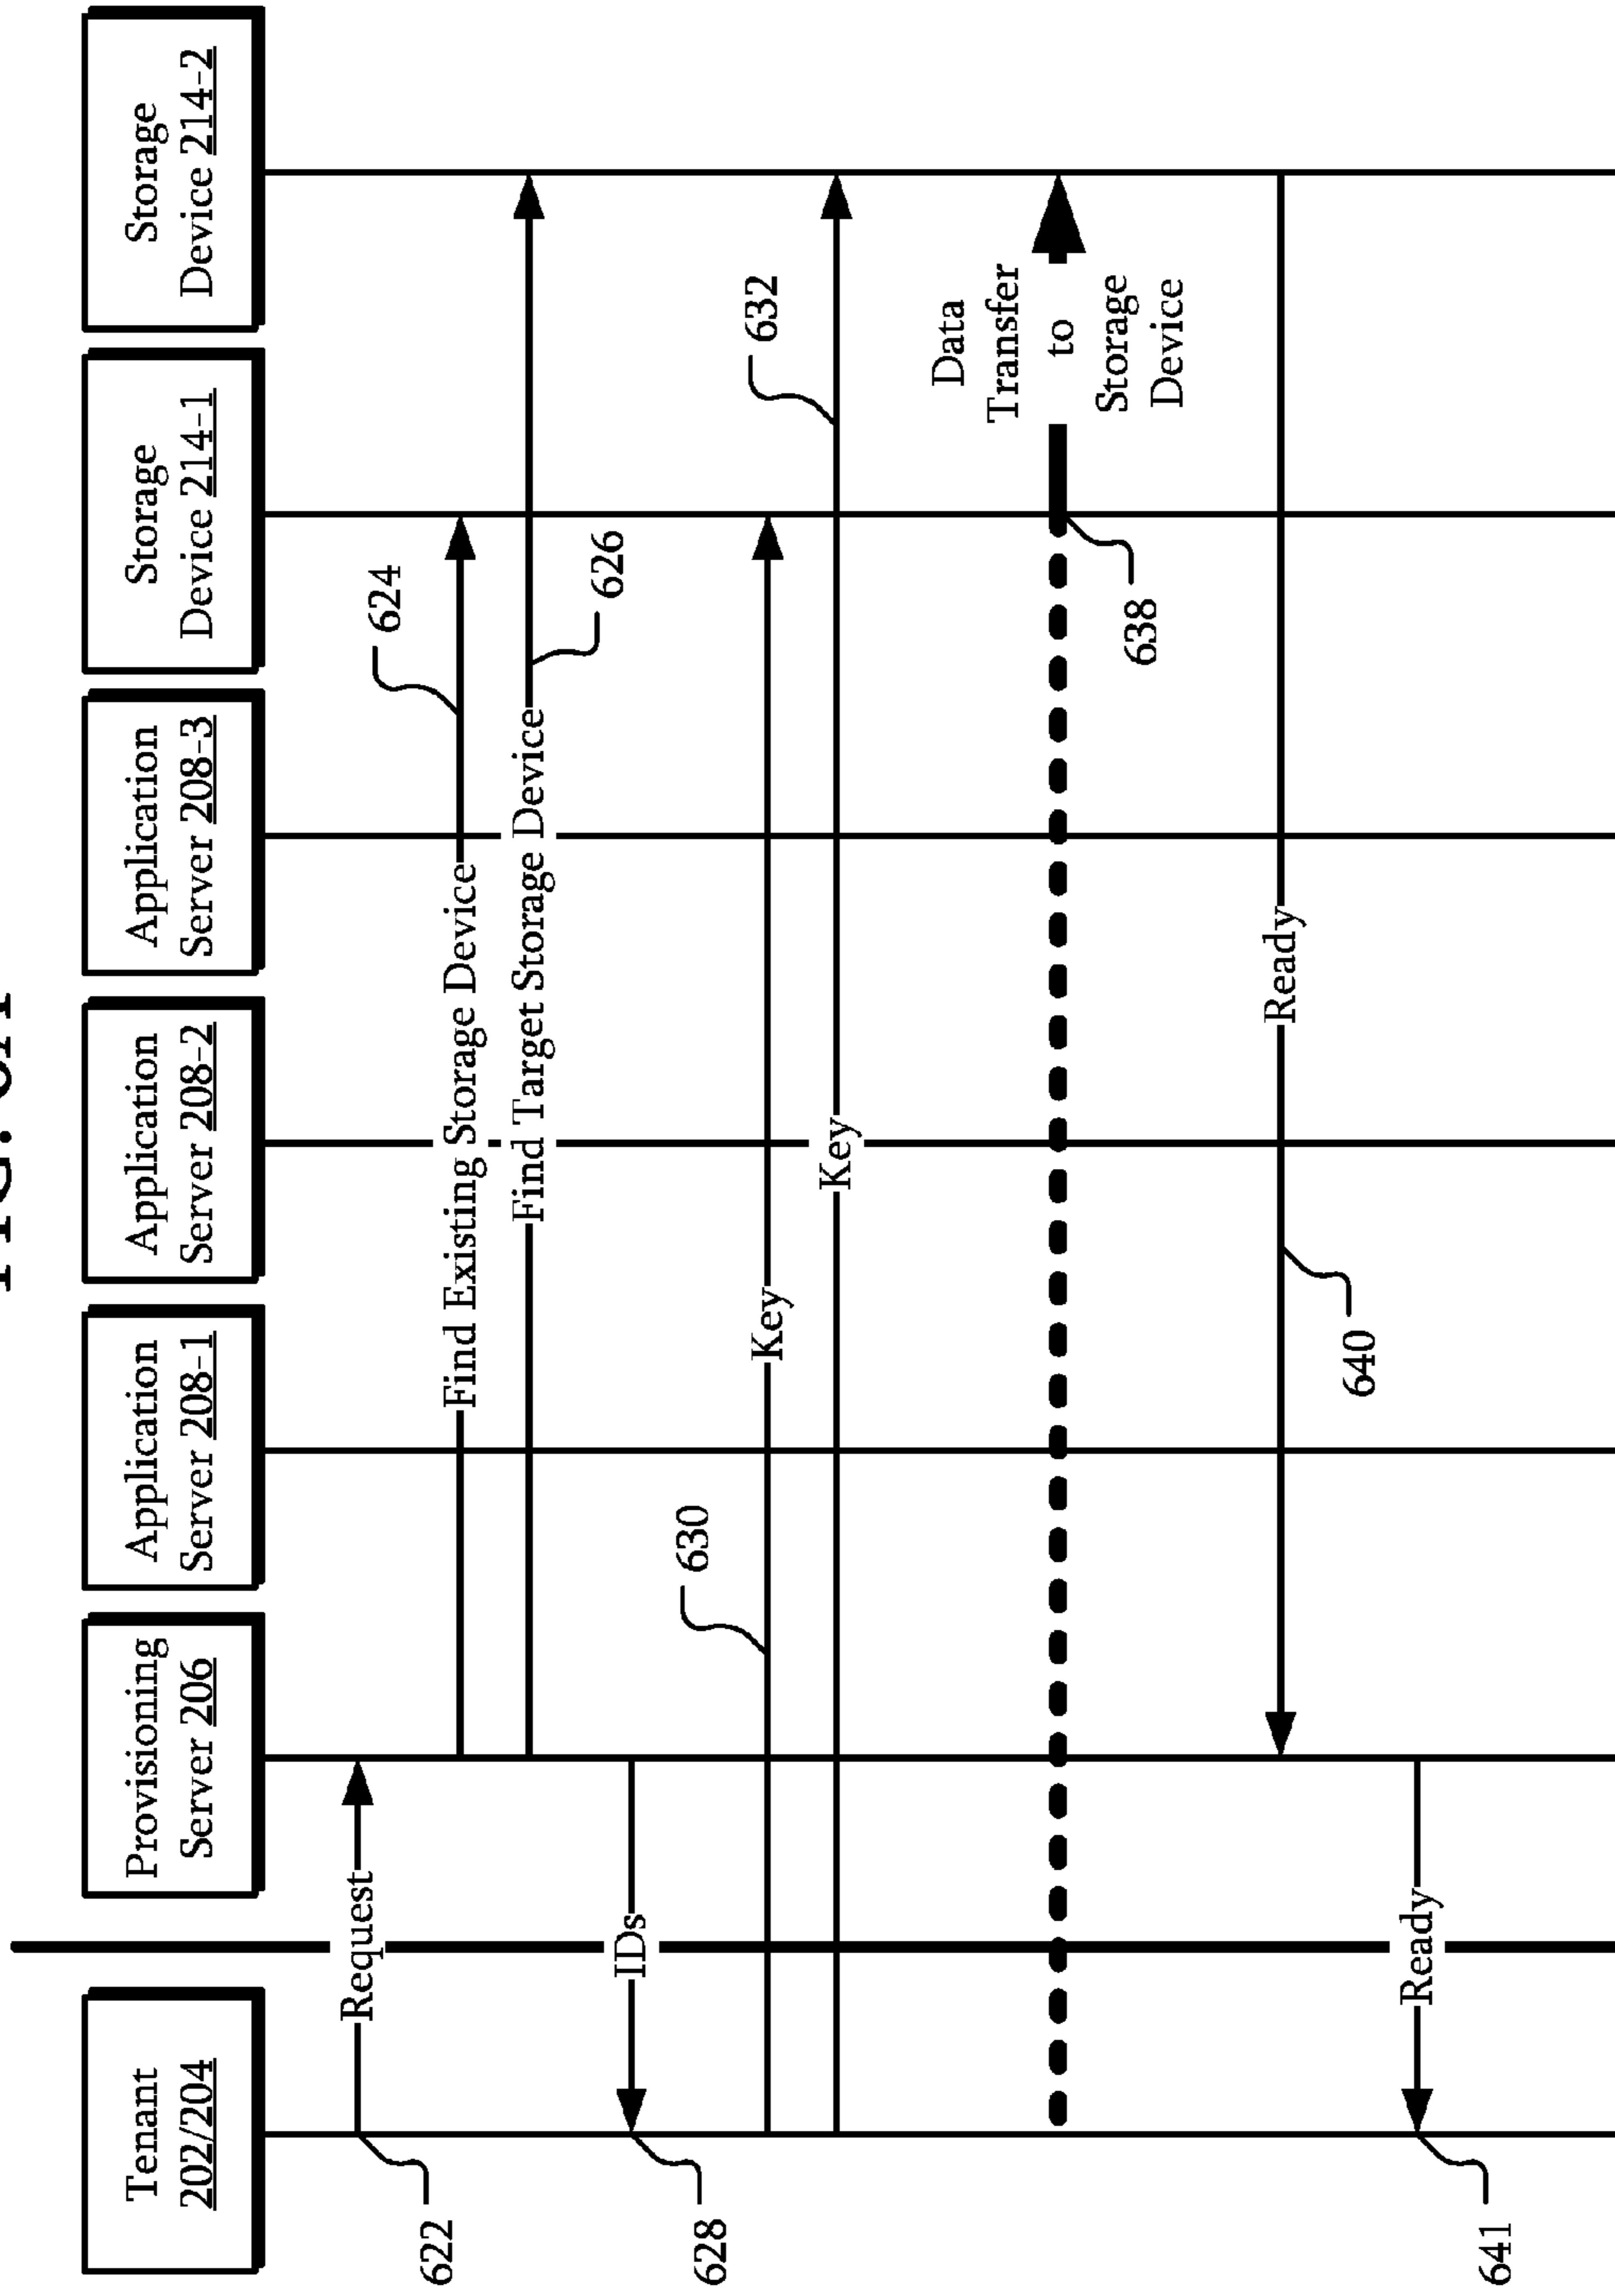 Tenant
202/204
Provisioning
Server 206
Application
Server 208-1
Application
Server 208-2
Application
Server 208-3
Storage
Device 214-1
Storage
Device 214-2
622
Request
Find Existing Storage Device
624
Find Target Storage Device
626
628
IDs
630
Key
Key
632
Data
Transfer
to
Storage
Device
638
Ready
640
641
Ready